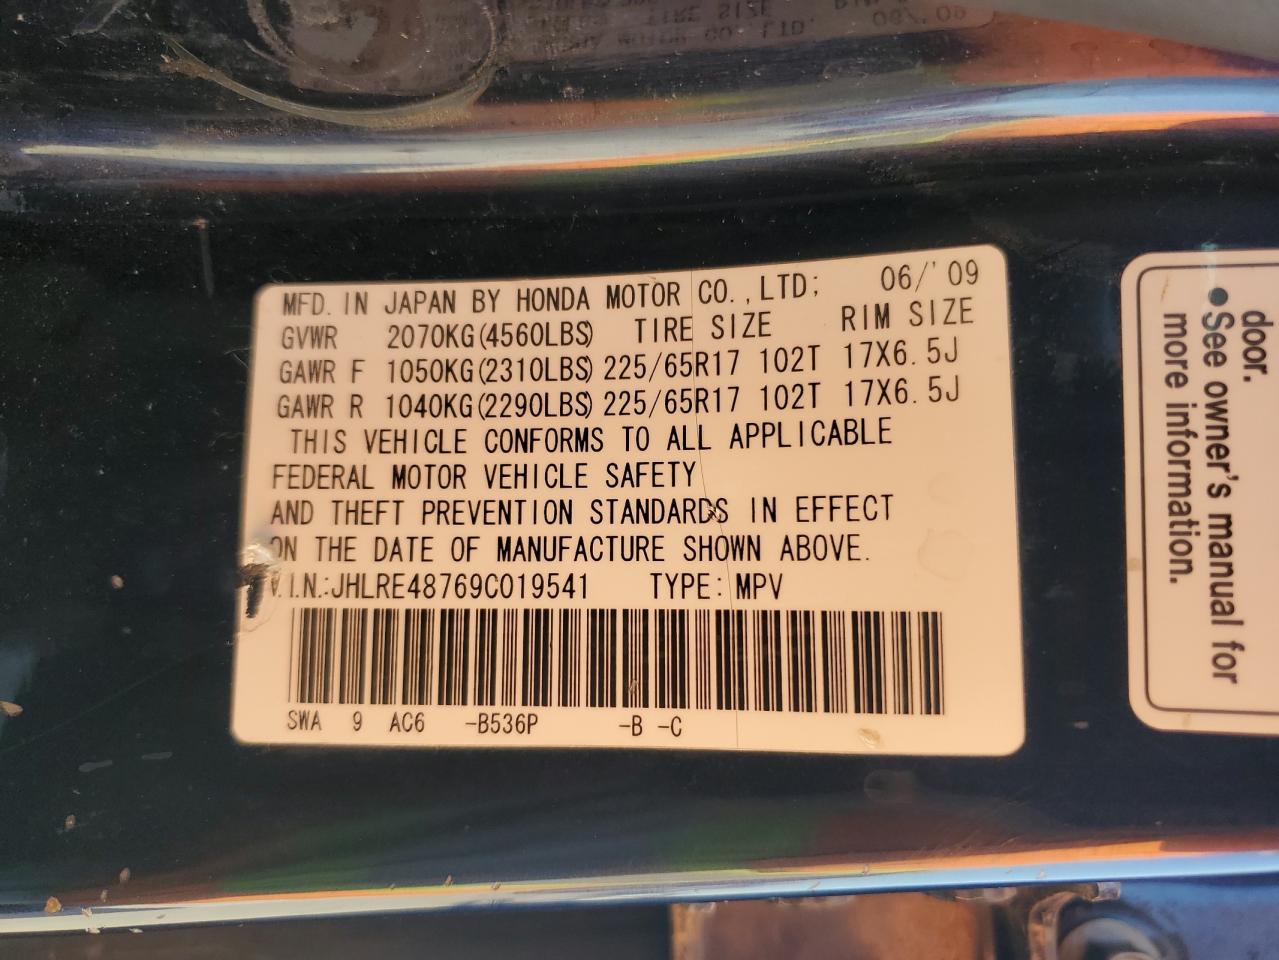 MFD. IN JAPAN BY HONDA MOTOR CO., LTD; 06/'09
GVWR 2070KG(4560LBS) TIRE SIZE RIM SIZE
GAWR F 1050KG(2310LBS) 225/65R17 102T 17X6.5J
GAWR R 1040KG(2290LBS) 225/65R17 102T 17X6.5J
THIS VEHICLE CONFORMS TO ALL APPLICABLE
FEDERAL MOTOR VEHICLE SAFETY
AND THEFT PREVENTION STANDARDS IN EFFECT
ON THE DATE OF MANUFACTURE SHOWN ABOVE.
V.I.N.:JHLRE48769C019541 TYPE: MPV
SWA 9 AC6 -B536P -B -C
door.
•See owner's manual for
more information.